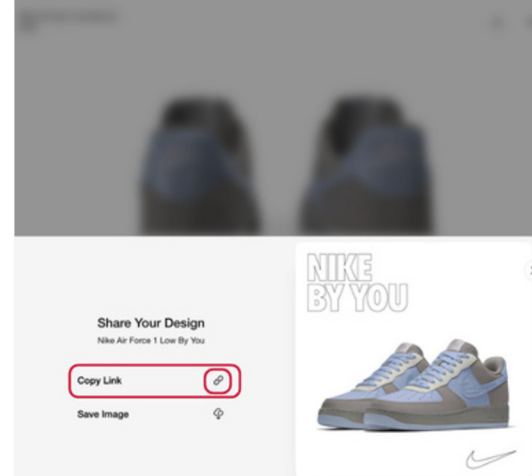 NIKE
BY YOU
Share Your Design
Nike Air Force 1 Low By You
Copy Link
Save Image